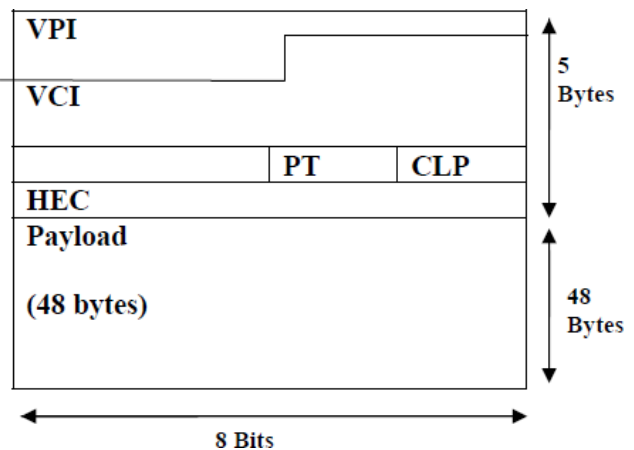 VPI
VCI
PT
CLP
HEC
Payload
(48 bytes)
5
Bytes
48
Bytes
8 Bits